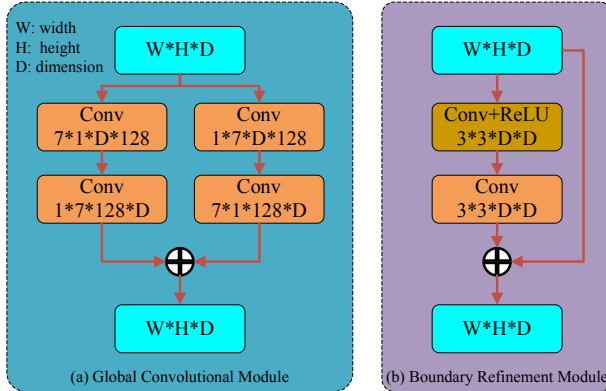 W: width
H: height
D: dimension
W*H*D
Conv
7*1*D*128
Conv
1*7*D*128
Conv
1*7*128*D
Conv
7*1*128*D
W*H*D
(a) Global Convolutional Module
W*H*D
Conv+ReLU
3*3*D*D
Conv
3*3*D*D
W*H*D
(b) Boundary Refinement Module